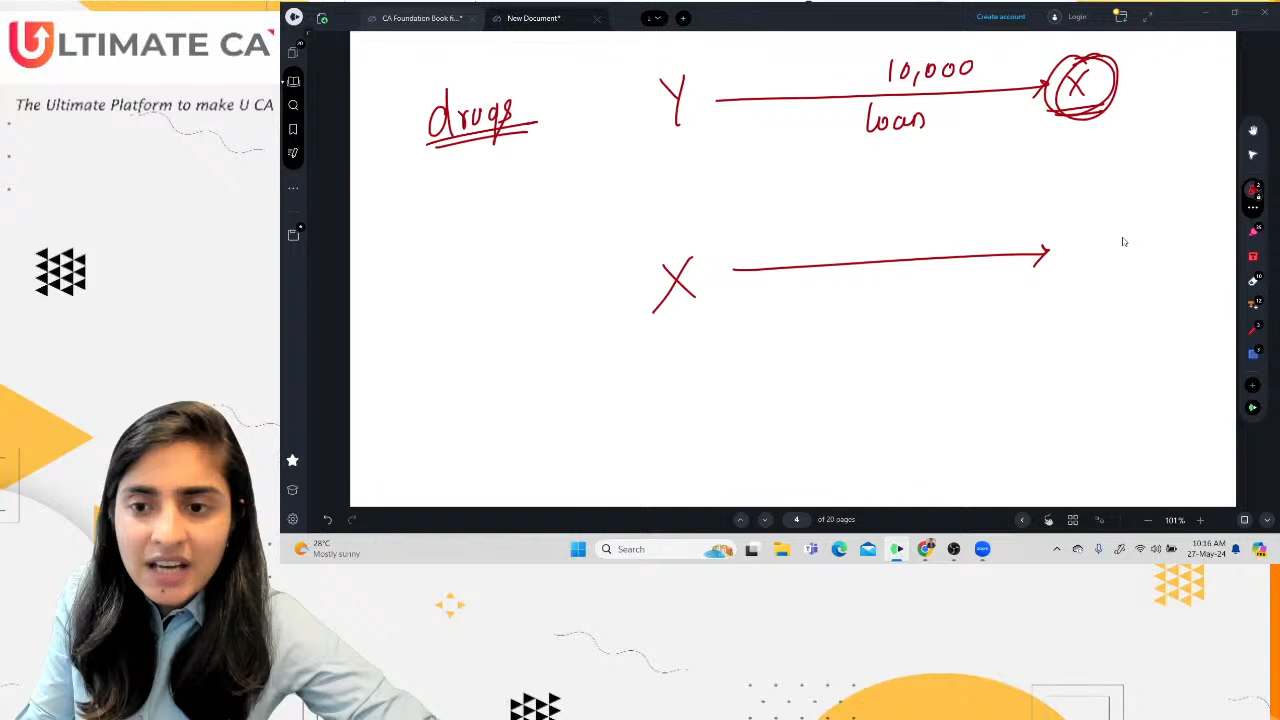 ULTIMATE CA
The Ultimate Platform to make U CA
CA Foundation Book fi...*
New Document*
Create account
Login
drugs
Y
10,000
loan
X
X
4
of 20 pages
101%
28°C
Mostly sunny
Search
10:16 AM
27-May-24